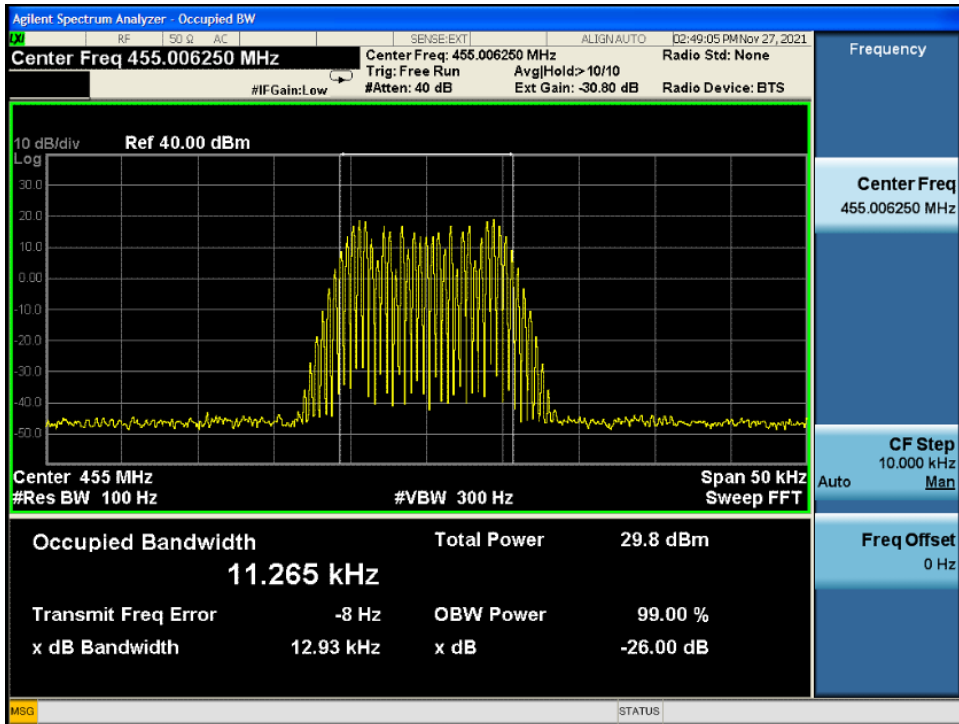 Agilent Spectrum Analyzer - Occupied BW
LXI RF 50 Ω AC SENSE:EXT ALIGN AUTO 02:49:05 PM Nov 27, 2021
Center Freq 455.006250 MHz
Center Freq: 455.006250 MHz
Radio Std: None
Trig: Free Run
Avg|Hold:>10/10
#IFGain:Low
#Atten: 40 dB
Ext Gain: -30.80 dB
Radio Device: BTS
10 dB/div
Ref 40.00 dBm
Log
30.0
20.0
10.0
0.00
-10.0
-20.0
-30.0
-40.0
-50.0
Center 455 MHz
Span 50 kHz
#Res BW 100 Hz
#VBW 300 Hz
Sweep FFT
Occupied Bandwidth
Total Power 29.8 dBm
11.265 kHz
Transmit Freq Error -8 Hz
OBW Power 99.00 %
x dB Bandwidth 12.93 kHz
x dB -26.00 dB
MSG
STATUS
Frequency
Center Freq
455.006250 MHz
CF Step
10.000 kHz
Auto Man
Freq Offset
0 Hz